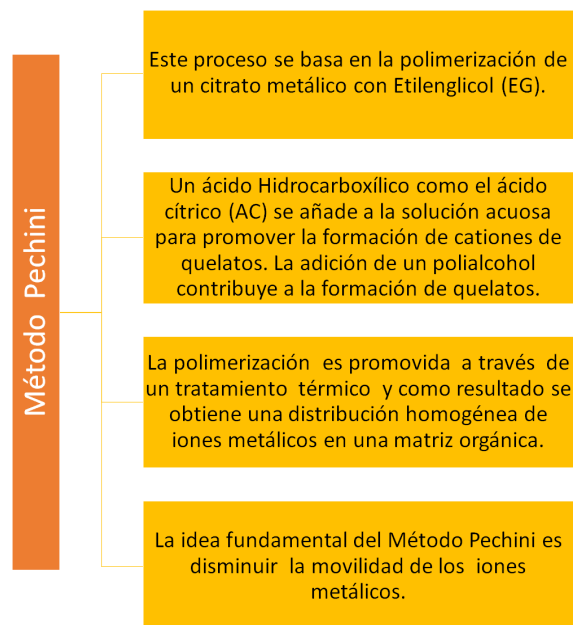 Método Pechini
Este proceso se basa en la polimerización de
un citrato metálico con Etilenglicol (EG).
Un ácido Hidrocarboxílico como el ácido
cítrico (AC) se añade a la solución acuosa
para promover la formación de cationes de
quelatos. La adición de un polialcohol
contribuye a la formación de quelatos.
La polimerización es promovida a través de
un tratamiento térmico y como resultado se
obtiene una distribución homogénea de
iones metálicos en una matriz orgánica.
La idea fundamental del Método Pechini es
disminuir la movilidad de los iones
metálicos.